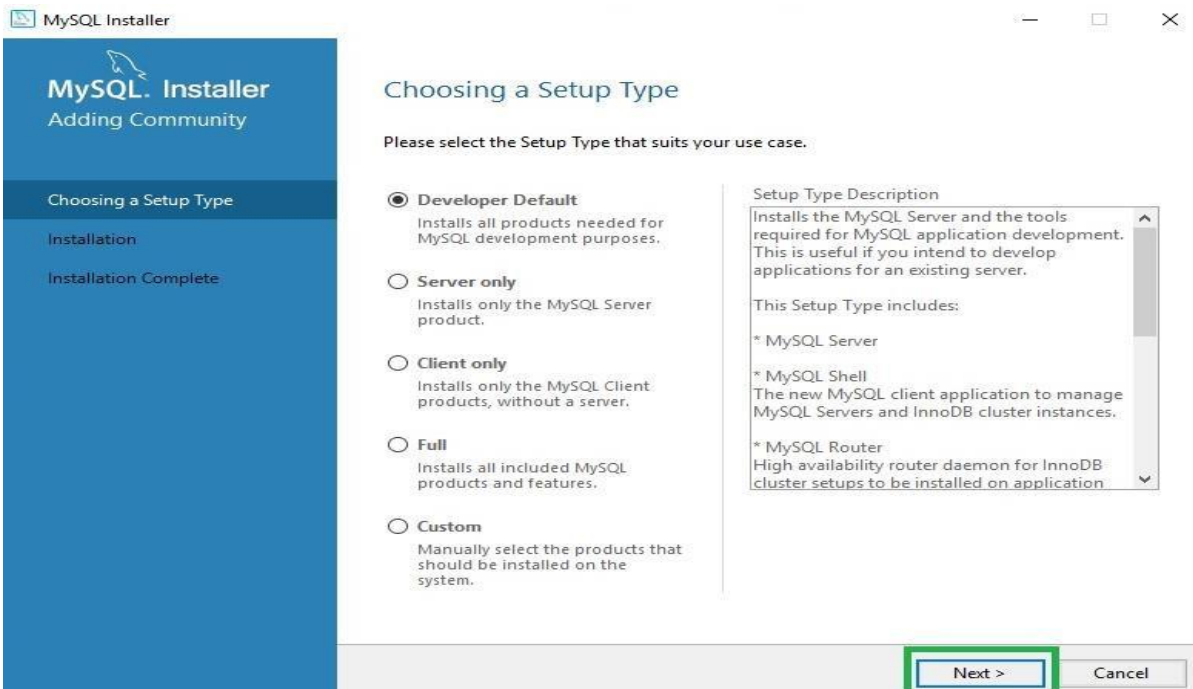 MySQL Installer
MySQL. Installer
Adding Community
Choosing a Setup Type
Installation
Installation Complete
Choosing a Setup Type
Please select the Setup Type that suits your use case.
Developer Default
Installs all products needed for
MySQL development purposes.
Server only
Installs only the MySQL Server
product.
Client only
Installs only the MySQL Client
products, without a server.
Full
Installs all included MySQL
products and features.
Custom
Manually select the products that
should be installed on the
system.
Setup Type Description
Installs the MySQL Server and the tools
required for MySQL application development.
This is useful if you intend to develop
applications for an existing server.
This Setup Type includes:
* MySQL Server
* MySQL Shell
The new MySQL client application to manage
MySQL Servers and InnoDB cluster instances.
* MySQL Router
High availability router daemon for InnoDB
cluster setups to be installed on application
Next >
Cancel